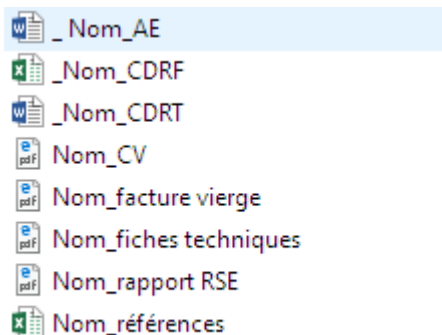 _ Nom_AE
_Nom_CDRF
_Nom_CDRT
Nom_CV
Nom_facture vierge
Nom_fiches techniques
Nom_rapport RSE
Nom_références